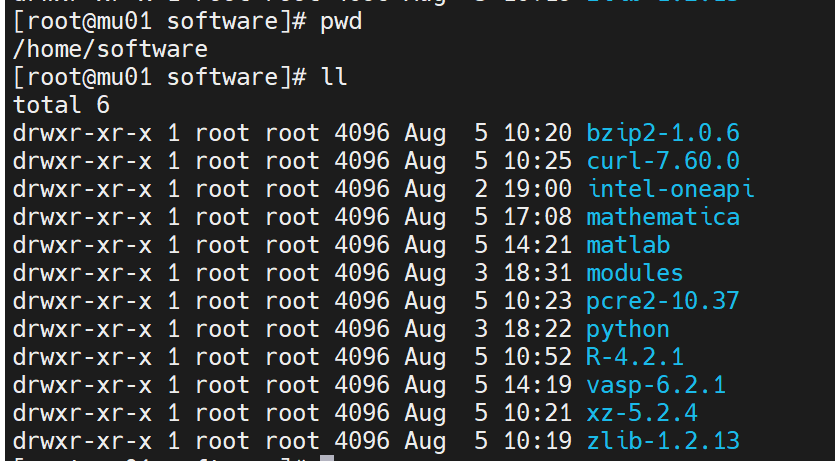 [root@mu01 software]# pwd
/home/software
[root@mu01 software]# ll
total 6
drwxr-xr-x 1 root root 4096 Aug  5 10:20 bzip2-1.0.6
drwxr-xr-x 1 root root 4096 Aug  5 10:25 curl-7.60.0
drwxr-xr-x 1 root root 4096 Aug  2 19:00 intel-oneapi
drwxr-xr-x 1 root root 4096 Aug  5 17:08 mathematica
drwxr-xr-x 1 root root 4096 Aug  5 14:21 matlab
drwxr-xr-x 1 root root 4096 Aug  3 18:31 modules
drwxr-xr-x 1 root root 4096 Aug  5 10:23 pcre2-10.37
drwxr-xr-x 1 root root 4096 Aug  3 18:22 python
drwxr-xr-x 1 root root 4096 Aug  5 10:52 R-4.2.1
drwxr-xr-x 1 root root 4096 Aug  5 14:19 vasp-6.2.1
drwxr-xr-x 1 root root 4096 Aug  5 10:21 xz-5.2.4
drwxr-xr-x 1 root root 4096 Aug  5 10:19 zlib-1.2.13